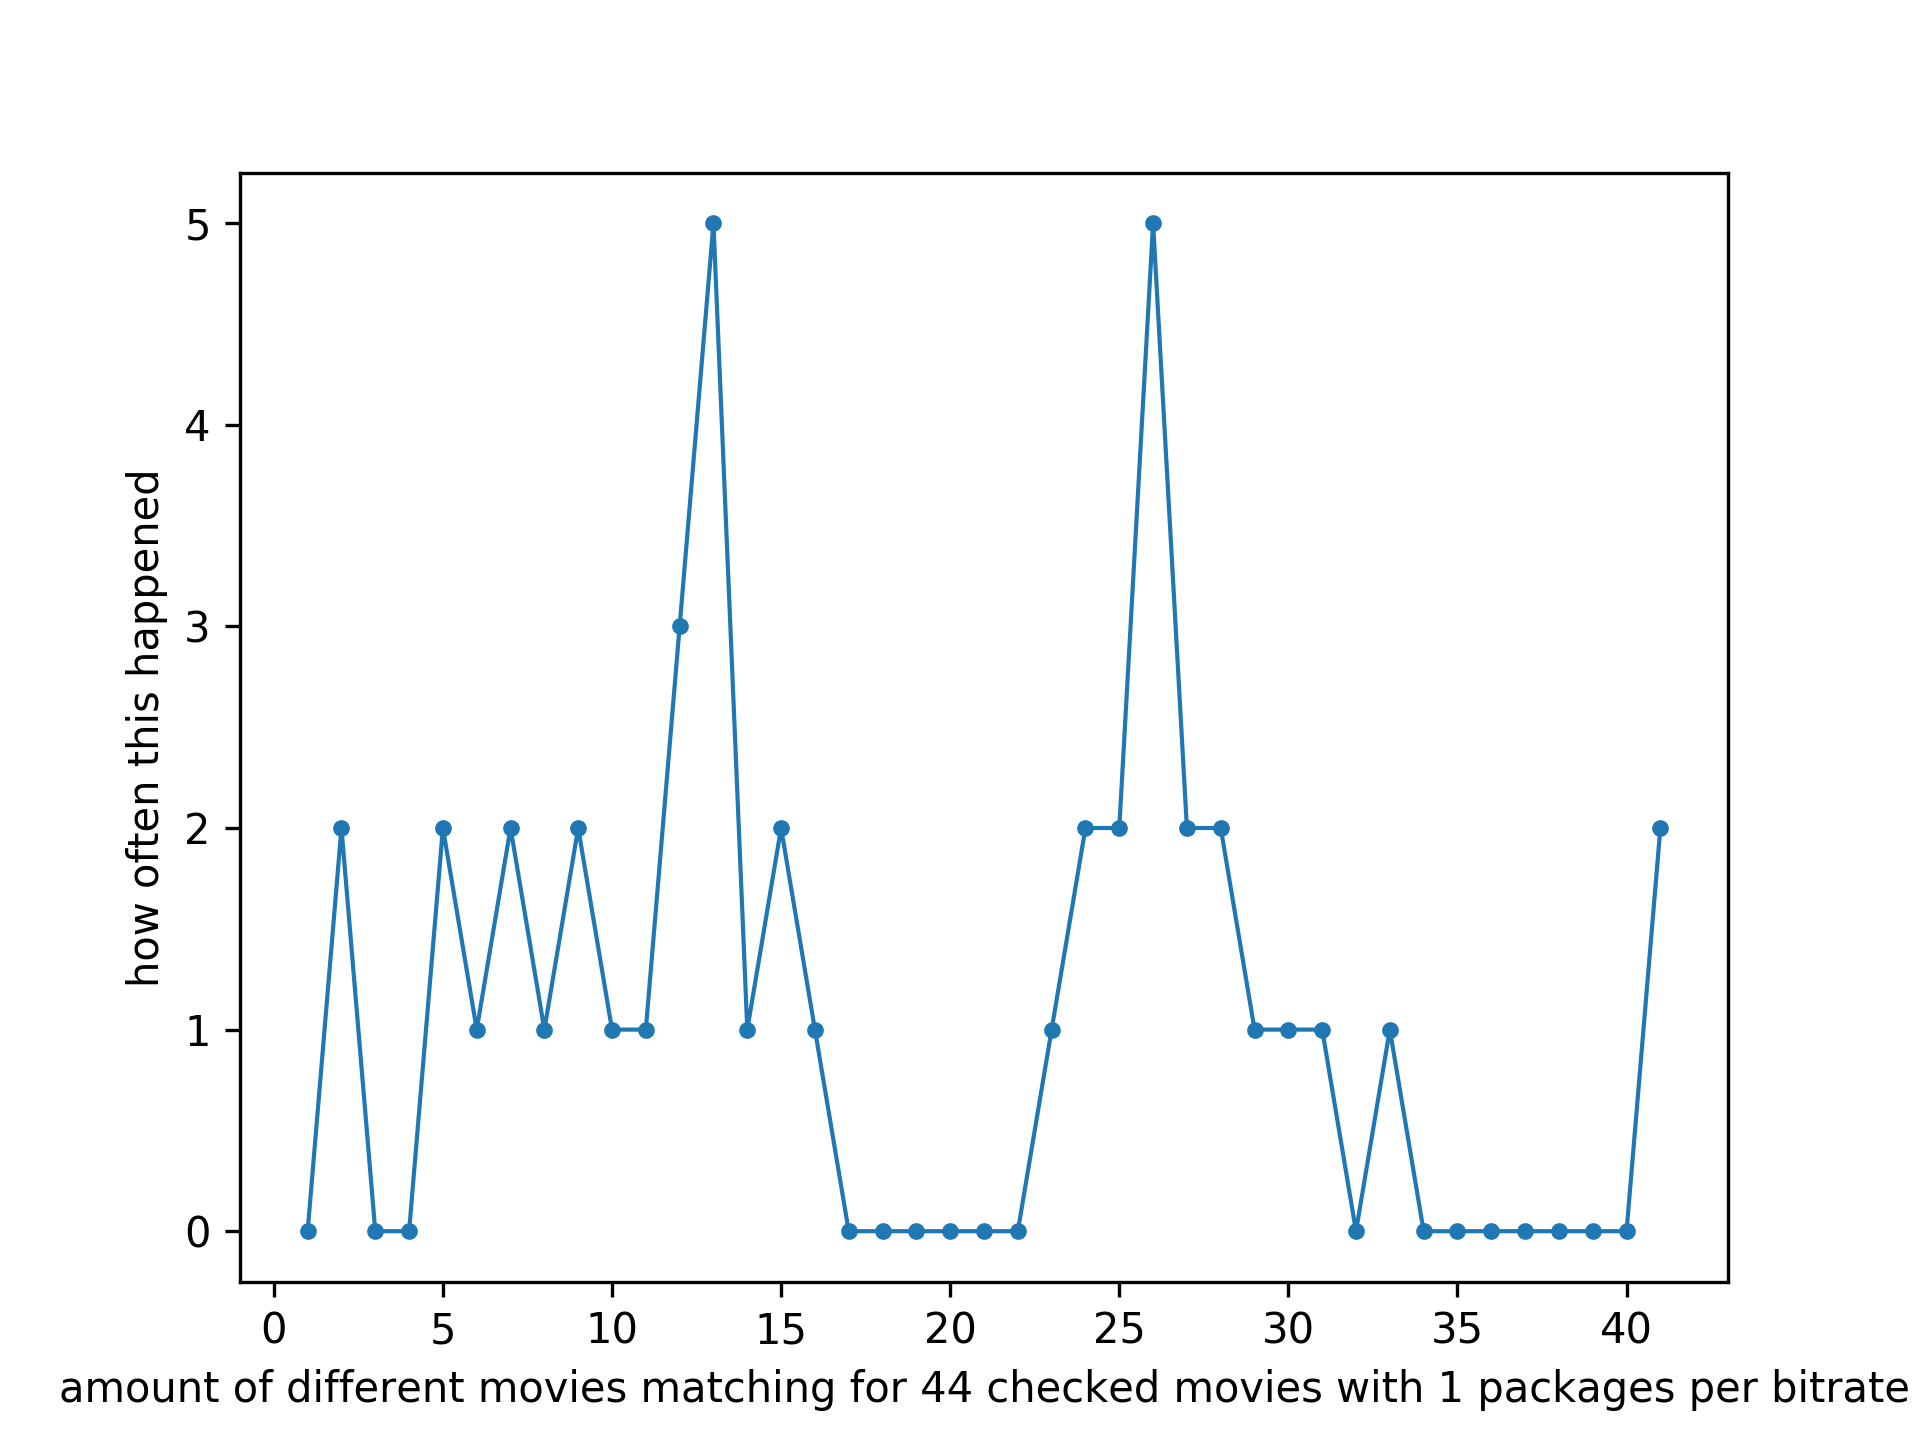 5
4
3
2
1
0
how often this happened
0 5 10 15 20 25 30 35 40
amount of different movies matching for 44 checked movies with 1 packages per bitrate